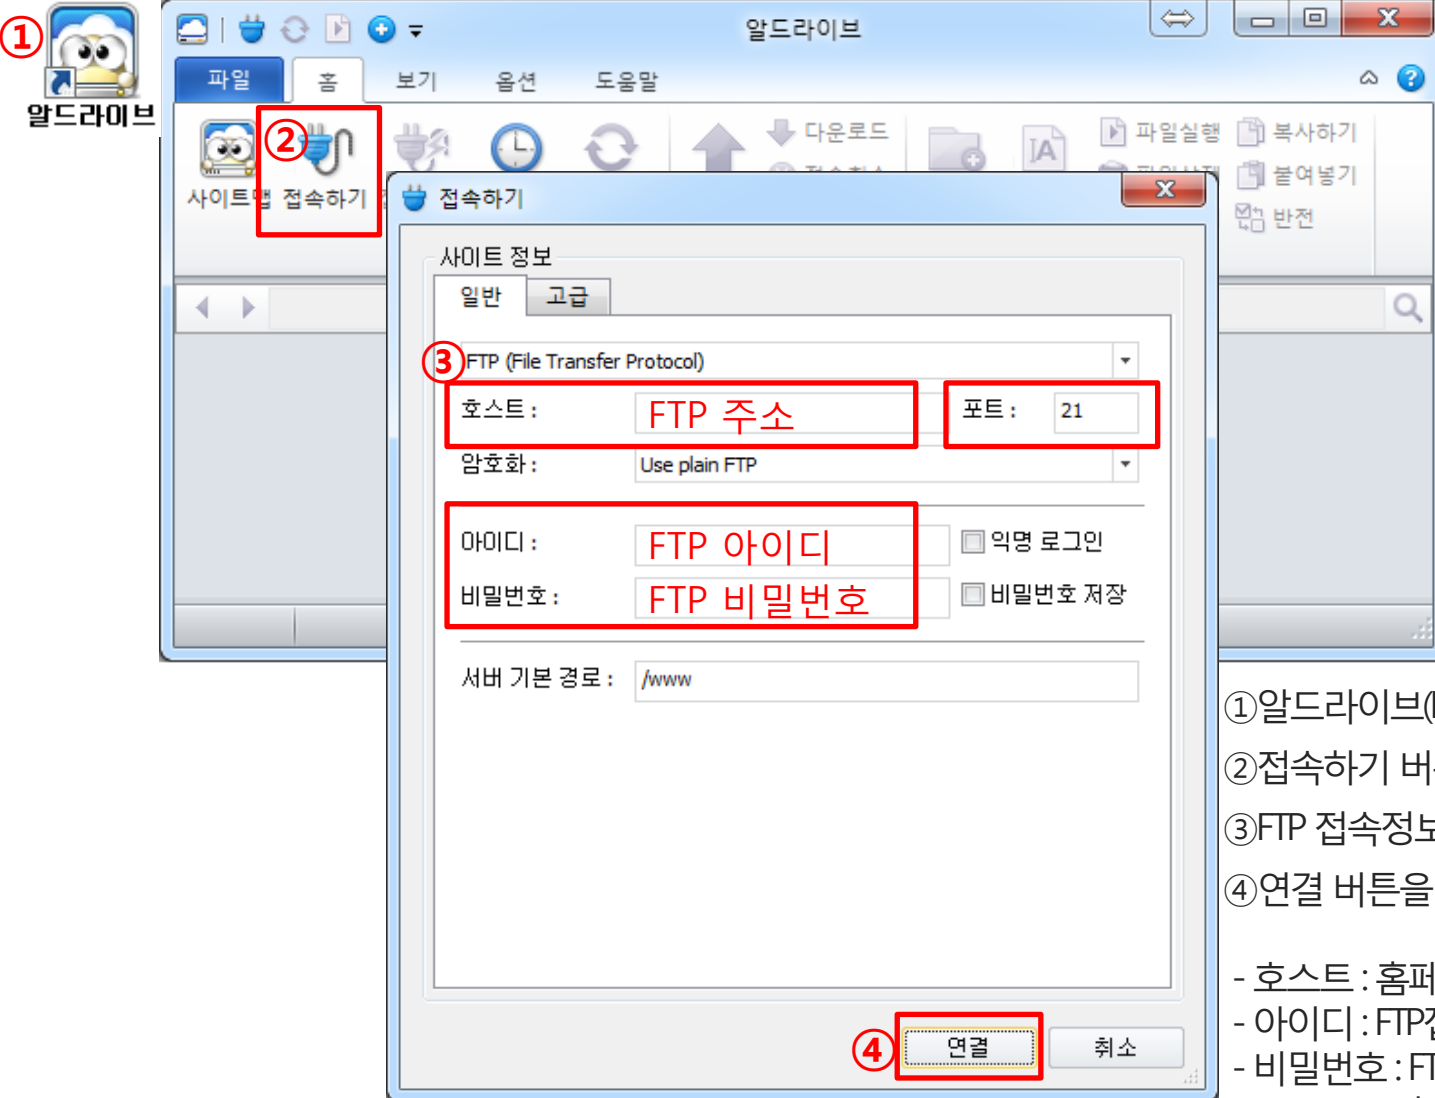 ①
알드라이브
알드라이브
파일 홈 보기 옵션 도움말
②
사이트맵 접속하기
다운로드
파일실행 복사하기
붙여넣기
반전
접속하기
사이트 정보
일반 고급
③
FTP (File Transfer Protocol)
호스트 : FTP 주소 포트 : 21
암호화 : Use plain FTP
아이디 : FTP 아이디 익명 로그인
비밀번호 : FTP 비밀번호 비밀번호 저장
서버 기본 경로 : /www
④ 연결 취소
①알드라이브
②접속하기
③FTP 접속정보
④연결 버튼을
- 호스트 :
- 아이디 :
- 비밀번호 :